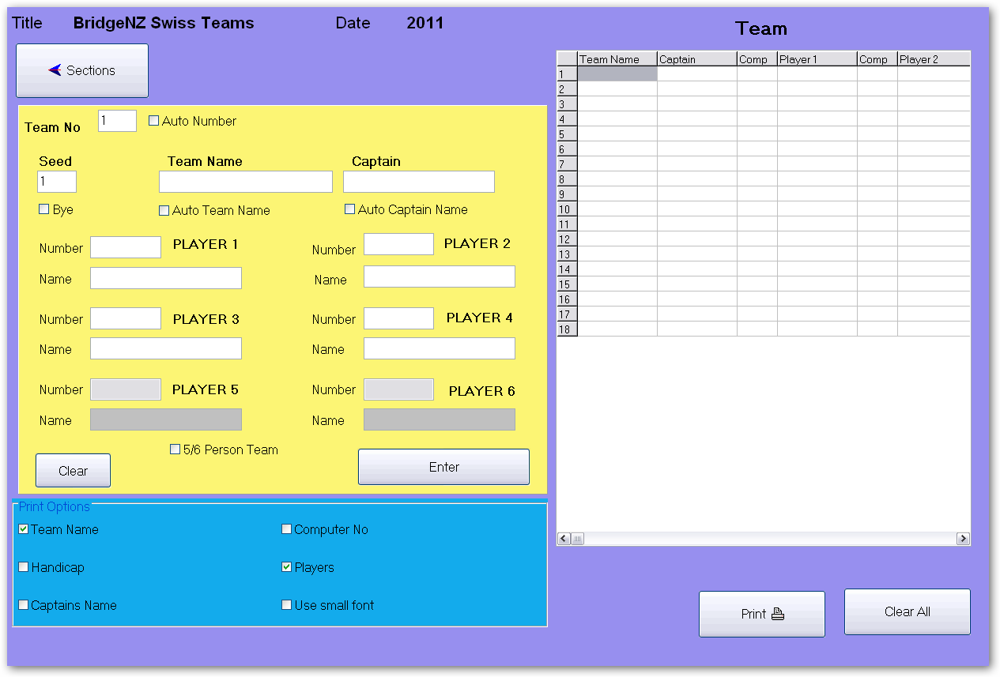 Title BridgeNZ Swiss Teams Date 2011
Sections
Team No 1 Auto Number
Seed Team Name Captain
1
Bye Auto Team Name Auto Captain Name
Number PLAYER 1 Number PLAYER 2
Name Name
Number PLAYER 3 Number PLAYER 4
Name Name
Number PLAYER 5 Number PLAYER 6
Name Name
5/6 Person Team
Clear Enter
Print Options
Team Name Computer No
Handicap Players
Captains Name Use small font
Team
Team Name Captain Comp Player 1 Comp Player 2
1
2
3
4
5
6
7
8
9
10
11
12
13
14
15
16
17
18
Print Clear All